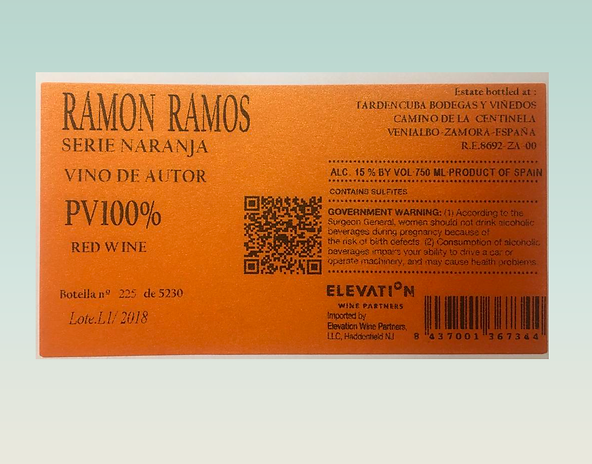 RAMON RAMOS
SERIE NARANJA
VINO DE AUTOR
PV100%
RED WINE
Botella nº 225 de 5230
Lote.L1/ 2018
Estate bottled at :
TARDENCUBA BODEGAS Y VIÑEDOS
CAMINO DE LA CENTINELA
VENIALBO-ZAMORA-ESPAÑA
R.E.8692-ZA-00
ALC. 15 % BY VOL 750 ML·PRODUCT OF SPAIN
CONTAINS SULFITES
GOVERNMENT WARNING: (1) According to the
Surgeon General, women should not drink alcoholic
beverages during pregnancy because of
the risk of birth defects. (2) Consumption of alcoholic
beverages impairs your ability to drive a car or
operate machinery, and may cause health problems.
ELEVATION
WINE PARTNERS
Imported by
Elevation Wine Partners,
LLC, Haddonfield NJ
8 437001 367344